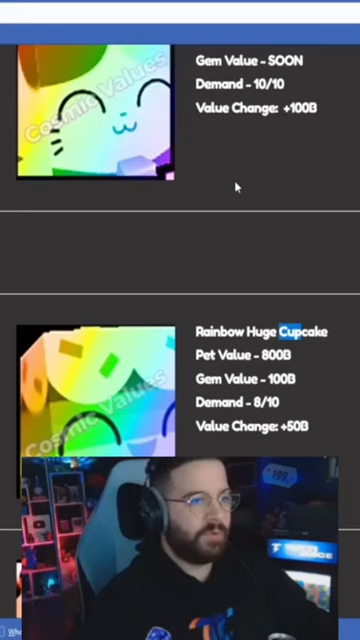 Gem Value - SOON
Demand - 10/10
Value Change: +100B
Cosmic Values
Rainbow Huge Cupcake
Pet Value - 800B
Gem Value - 100B
Demand - 8/10
Value Change: +50B
Cosmic Values
199